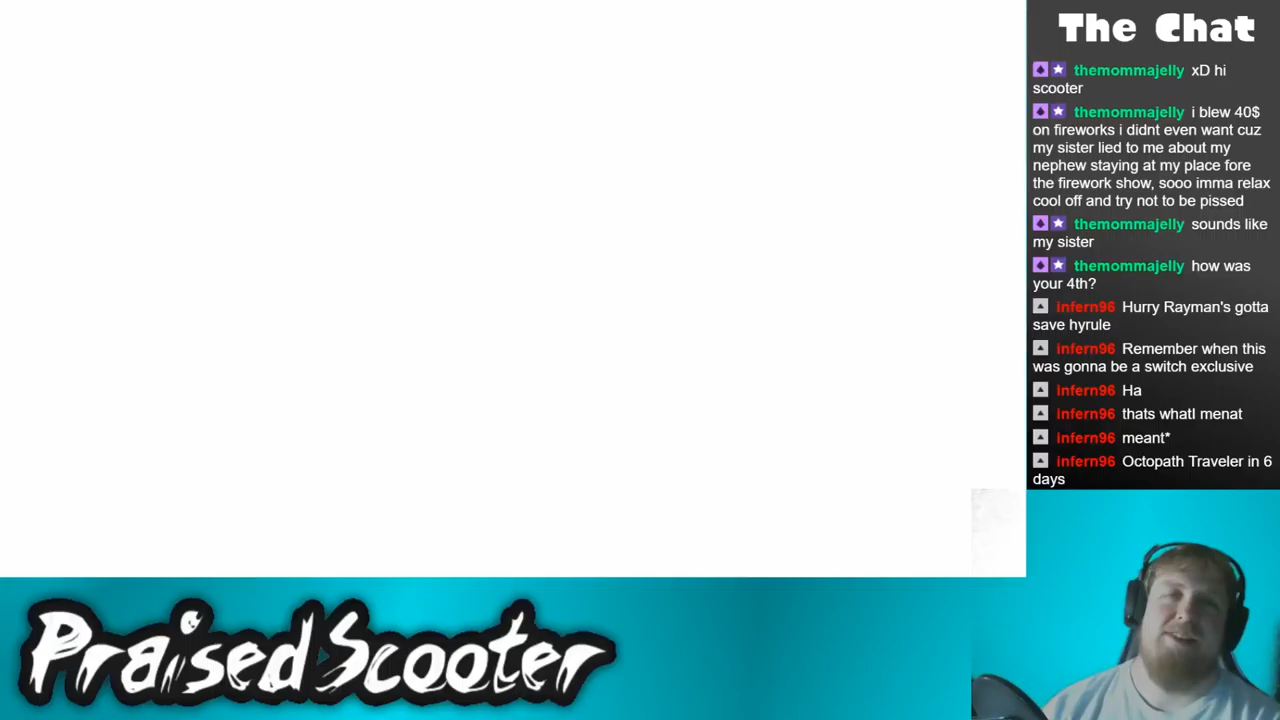 The Chat
themommajelly xD hi
scooter
themommajelly i blew 40$
on fireworks i didnt even want cuz
my sister lied to me about my
nephew staying at my place fore
the firework show, sooo imma relax
cool off and try not to be pissed
themommajelly sounds like
my sister
themommajelly how was
your 4th?
infern96 Hurry Rayman's gotta
save hyrule
infern96 Remember when this
was gonna be a switch exclusive
infern96 Ha
infern96 thats whatI menat
infern96 meant*
infern96 Octopath Traveler in 6
days
PraisedScooter